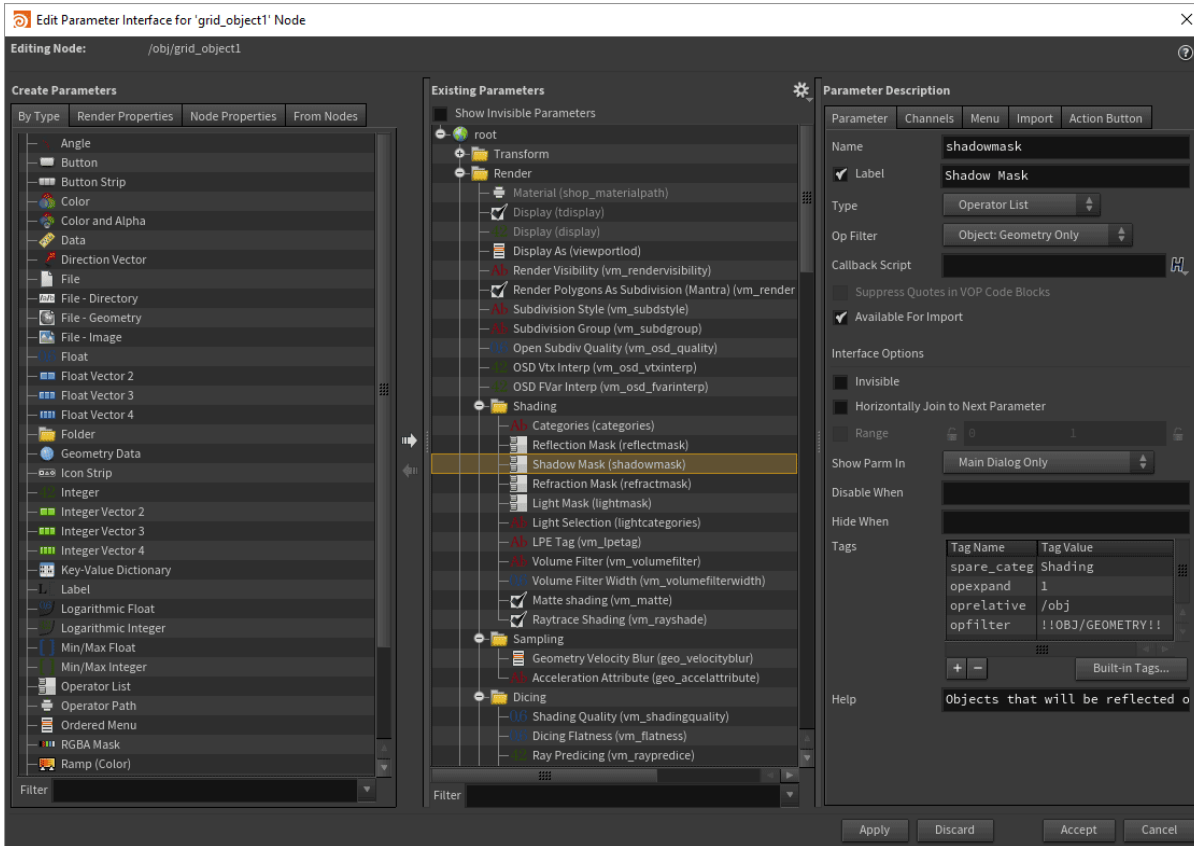 Edit Parameter Interface for 'grid_object1' Node
Editing Node: /obj/grid_object1
Create Parameters
By Type Render Properties Node Properties From Nodes
Angle
Button
Button Strip
Color
Color and Alpha
Data
Direction Vector
File
File - Directory
File - Geometry
File - Image
Float
Float Vector 2
Float Vector 3
Float Vector 4
Folder
Geometry Data
Icon Strip
Integer
Integer Vector 2
Integer Vector 3
Integer Vector 4
Key-Value Dictionary
Label
Logarithmic Float
Logarithmic Integer
Min/Max Float
Min/Max Integer
Operator List
Operator Path
Ordered Menu
RGBA Mask
Ramp (Color)
Filter
Existing Parameters
Show Invisible Parameters
root
Transform
Render
Material (shop_materialpath)
Display (tdisplay)
Display (display)
Display As (viewportlod)
Render Visibility (vm_rendervisibility)
Render Polygons As Subdivision (Mantra) (vm_render
Subdivision Style (vm_subdstyle)
Subdivision Group (vm_subdgroup)
Open Subdiv Quality (vm_osd_quality)
OSD Vtx Interp (vm_osd_vtxinterp)
OSD FVar Interp (vm_osd_fvarinterp)
Shading
Categories (categories)
Reflection Mask (reflectmask)
Shadow Mask (shadowmask)
Refraction Mask (refractmask)
Light Mask (lightmask)
Light Selection (lightcategories)
LPE Tag (vm_lpetag)
Volume Filter (vm_volumefilter)
Volume Filter Width (vm_volumefilterwidth)
Matte shading (vm_matte)
Raytrace Shading (vm_rayshade)
Sampling
Geometry Velocity Blur (geo_velocityblur)
Acceleration Attribute (geo_accelattribute)
Dicing
Shading Quality (vm_shadingquality)
Dicing Flatness (vm_flatness)
Ray Predicing (vm_raypredice)
Filter
Parameter Description
Parameter Channels Menu Import Action Button
Name shadowmask
Label Shadow Mask
Type Operator List
Op Filter Object: Geometry Only
Callback Script
Suppress Quotes in VOP Code Blocks
Available For Import
Interface Options
Invisible
Horizontally Join to Next Parameter
Range 0 1
Show Parm In Main Dialog Only
Disable When
Hide When
Tags Tag Name Tag Value
spare_categ Shading
opexpand 1
oprelative /obj
opfilter !!OBJ/GEOMETRY!!
+ - Built-in Tags...
Help Objects that will be reflected o
Apply Discard Accept Cancel